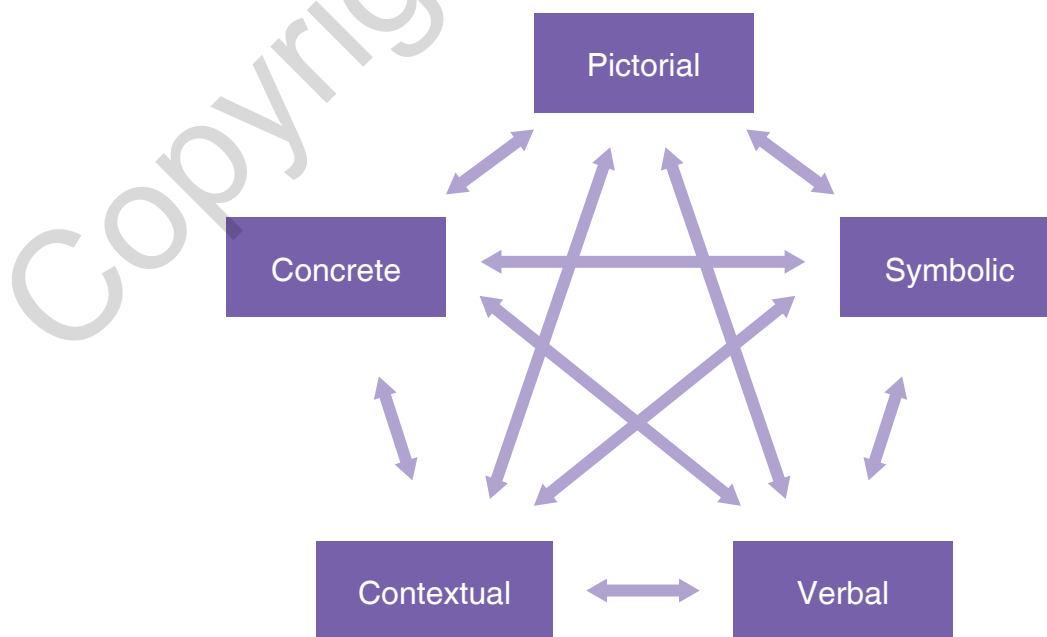 Copyrig
Pictorial
Concrete
Symbolic
Contextual
Verbal